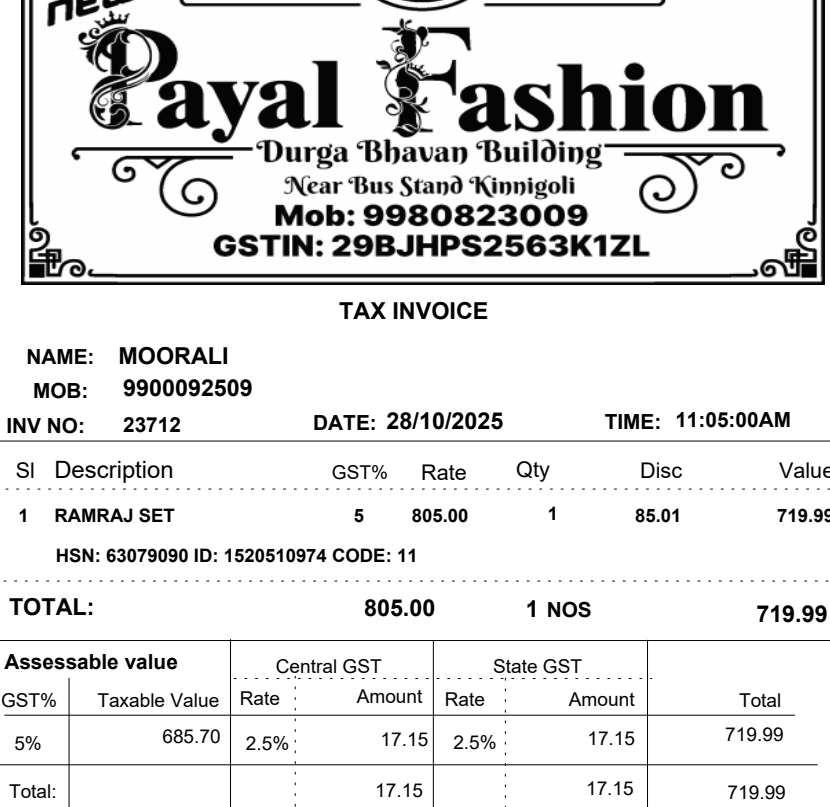 new
Payal Fashion
Durga Bhavan Building
Near Bus Stand Kinnigoli
Mob: 9980823009
GSTIN: 29BJHPS2563K1ZL
TAX INVOICE
NAME: MOORALI
MOB: 9900092509
INV NO: 23712 DATE: 28/10/2025 TIME: 11:05:00AM
Sl Description GST% Rate Qty Disc Value
1 RAMRAJ SET 5 805.00 1 85.01 719.99
HSN: 63079090 ID: 1520510974 CODE: 11
TOTAL: 805.00 1 NOS 719.99
Assessable value Central GST State GST
GST% Taxable Value Rate Amount Rate Amount Total
5% 685.70 2.5% 17.15 2.5% 17.15 719.99
Total: 17.15 17.15 719.99